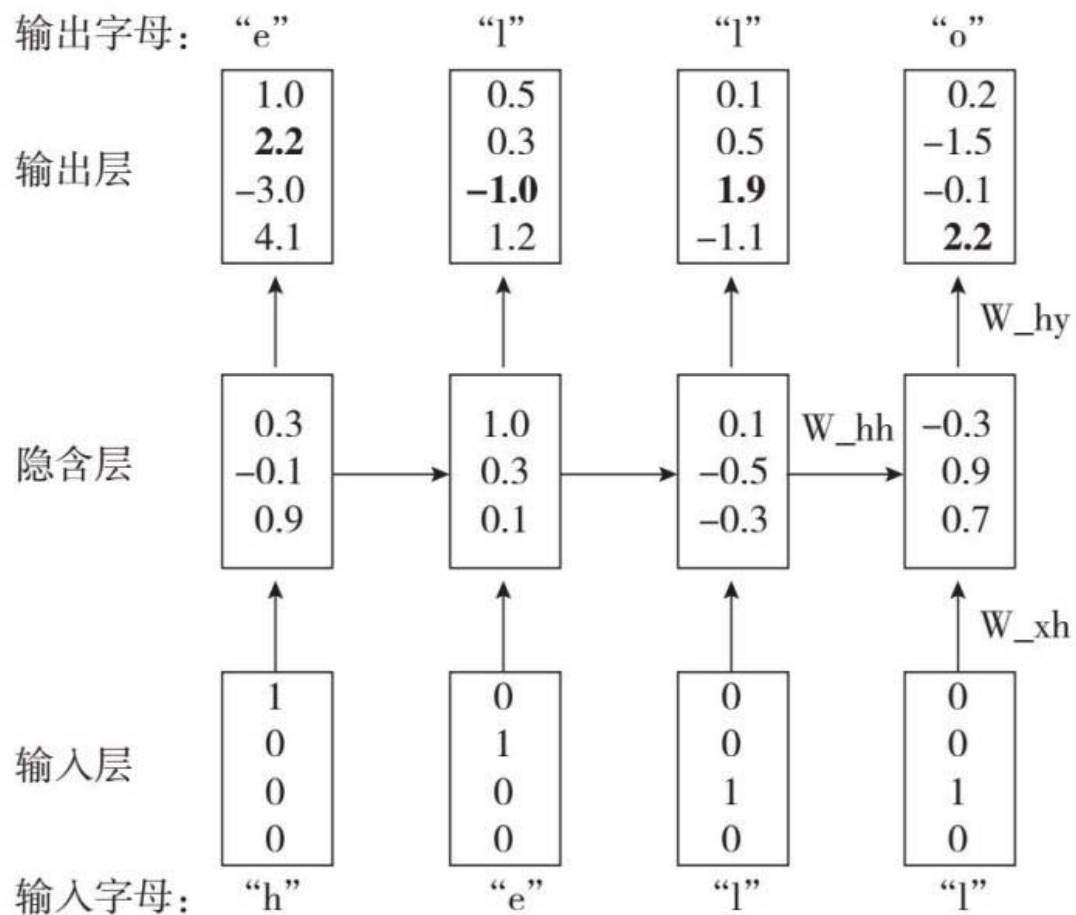 输出字母： “e” “l” “l” “o”
输出层
1.0 0.5 0.1 0.2
2.2 0.3 0.5 −1.5
−3.0 −1.0 1.9 −0.1
4.1 1.2 −1.1 2.2
W_hy
隐含层
0.3 1.0 0.1 W_hh −0.3
−0.1 0.3 −0.5 0.9
0.9 0.1 −0.3 0.7
W_xh
输入层
1 0 0 0
0 1 0 0
0 0 1 1
0 0 0 0
输入字母： “h” “e” “l” “l”